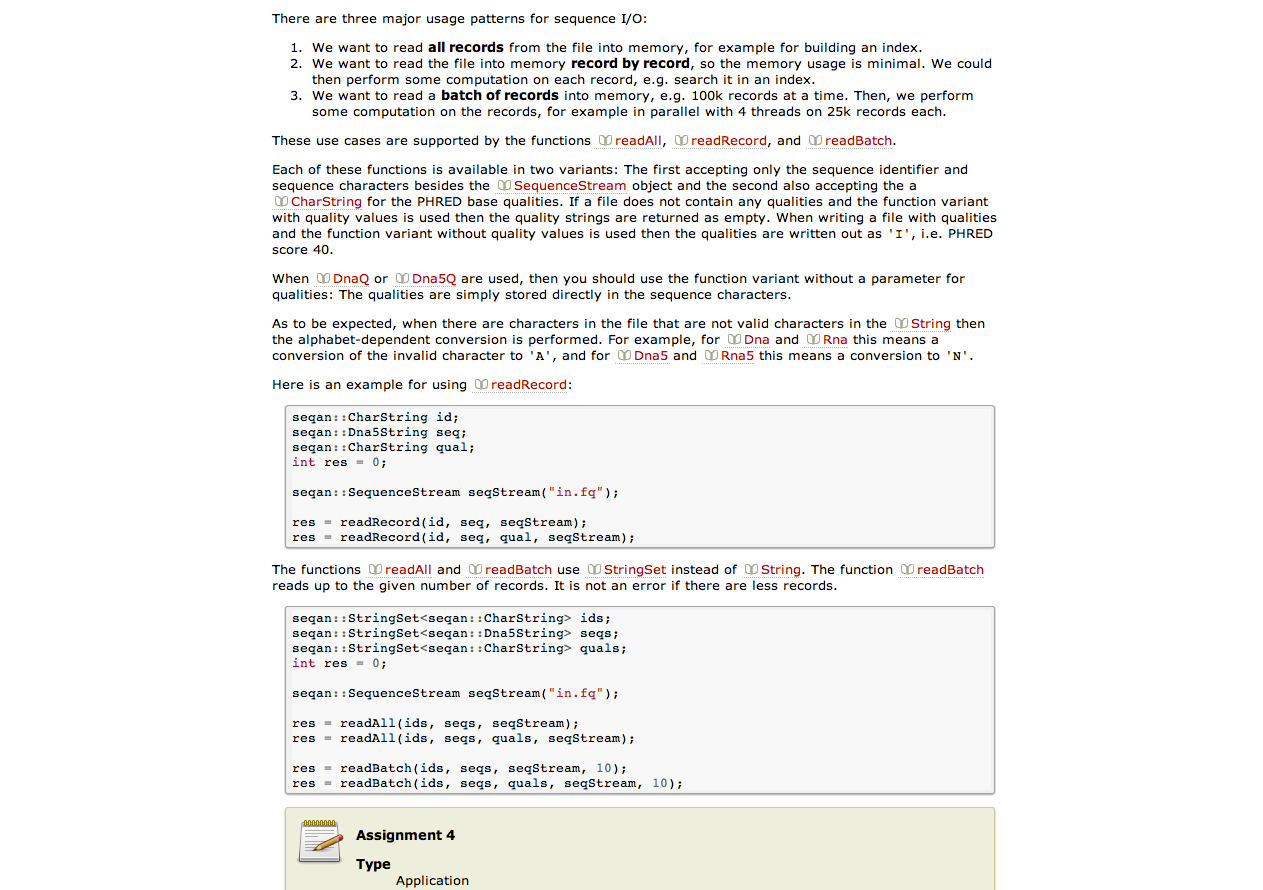 There are three major usage patterns for sequence I/O:
1. We want to read all records from the file into memory, for example for building an index.
2. We want to read the file into memory record by record, so the memory usage is minimal. We could
then perform some computation on each record, e.g. search it in an index.
3. We want to read a batch of records into memory, e.g. 100k records at a time. Then, we perform
some computation on the records, for example in parallel with 4 threads on 25k records each.
These use cases are supported by the functions readAll, readRecord, and readBatch.
Each of these functions is available in two variants: The first accepting only the sequence identifier and
sequence characters besides the SequenceStream object and the second also accepting the a
CharString for the PHRED base qualities. If a file does not contain any qualities and the function variant
with quality values is used then the quality strings are returned as empty. When writing a file with qualities
and the function variant without quality values is used then the qualities are written out as 'I', i.e. PHRED
score 40.
When DnaQ or Dna5Q are used, then you should use the function variant without a parameter for
qualities: The qualities are simply stored directly in the sequence characters.
As to be expected, when there are characters in the file that are not valid characters in the String then
the alphabet-dependent conversion is performed. For example, for Dna and Rna this means a
conversion of the invalid character to 'A', and for Dna5 and Rna5 this means a conversion to 'N'.
Here is an example for using readRecord:
seqan::CharString id;
seqan::Dna5String seq;
seqan::CharString qual;
int res = 0;
seqan::SequenceStream seqStream("in.fq");
res = readRecord(id, seq, seqStream);
res = readRecord(id, seq, qual, seqStream);
The functions readAll and readBatch use StringSet instead of String. The function readBatch
reads up to the given number of records. It is not an error if there are less records.
seqan::StringSet<seqan::CharString> ids;
seqan::StringSet<seqan::Dna5String> seqs;
seqan::StringSet<seqan::CharString> quals;
int res = 0;
seqan::SequenceStream seqStream("in.fq");
res = readAll(ids, seqs, seqStream);
res = readAll(ids, seqs, quals, seqStream);
res = readBatch(ids, seqs, seqStream, 10);
res = readBatch(ids, seqs, quals, seqStream, 10);
Assignment 4
Type
Application